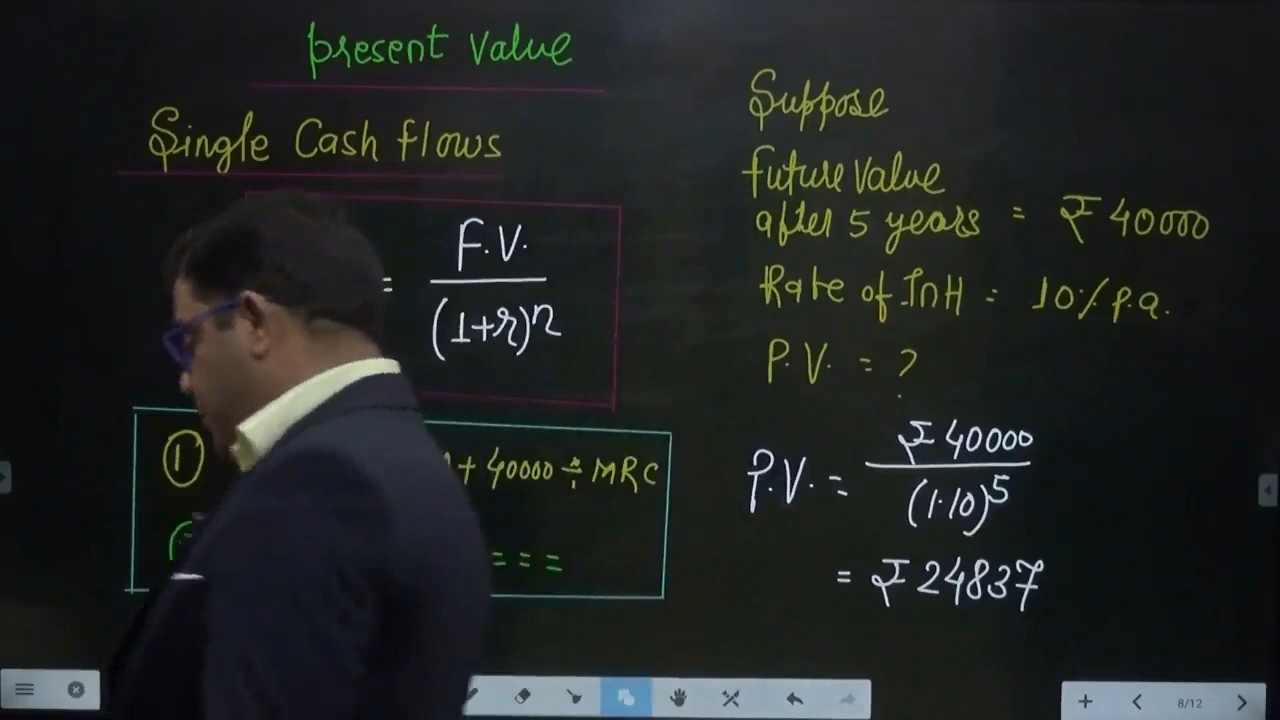 present value
Single Cash flows
= F.V.
(1+r)^n
①
+ 40000 ÷ MRC
= = =
Suppose
future Value
after 5 years = ₹ 40000
Rate of InH = 10% p.a.
P.V. = ?
P.V. = ₹ 40000
(1.10)^5
= ₹ 24837
8/12